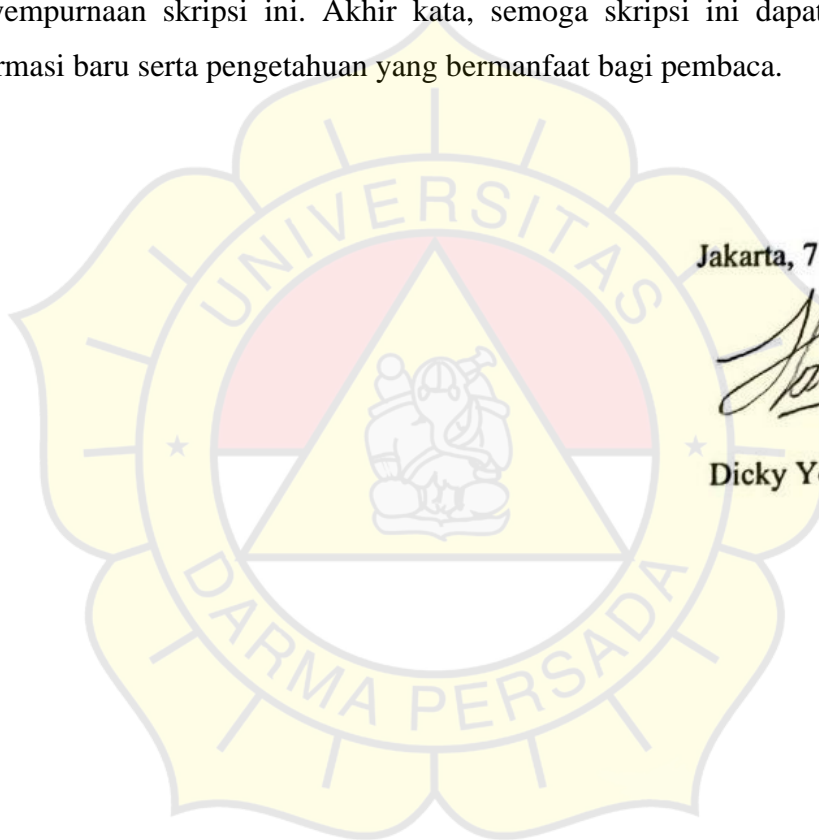 yempurnaan skripsi ini. Akhir kata, semoga skripsi ini dapat
rmasi baru serta pengetahuan yang bermanfaat bagi pembaca.
UNIVERSITAS
Jakarta, 7
Dicky Y
DARMA PERSADA